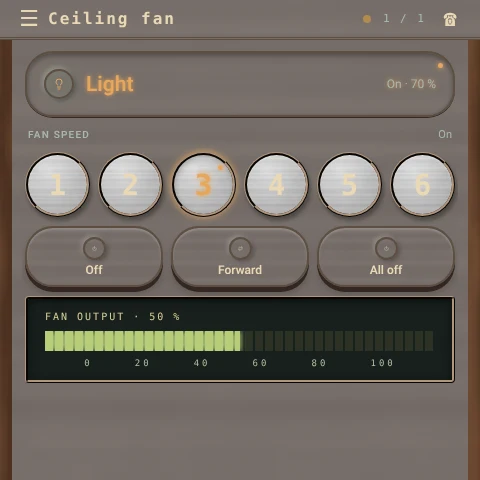 Ceiling fan
1 / 1
Light
On · 70 %
FAN SPEED
On
1 2 3 4 5 6
Off
Forward
All off
FAN OUTPUT · 50 %
0 20 40 60 80 100